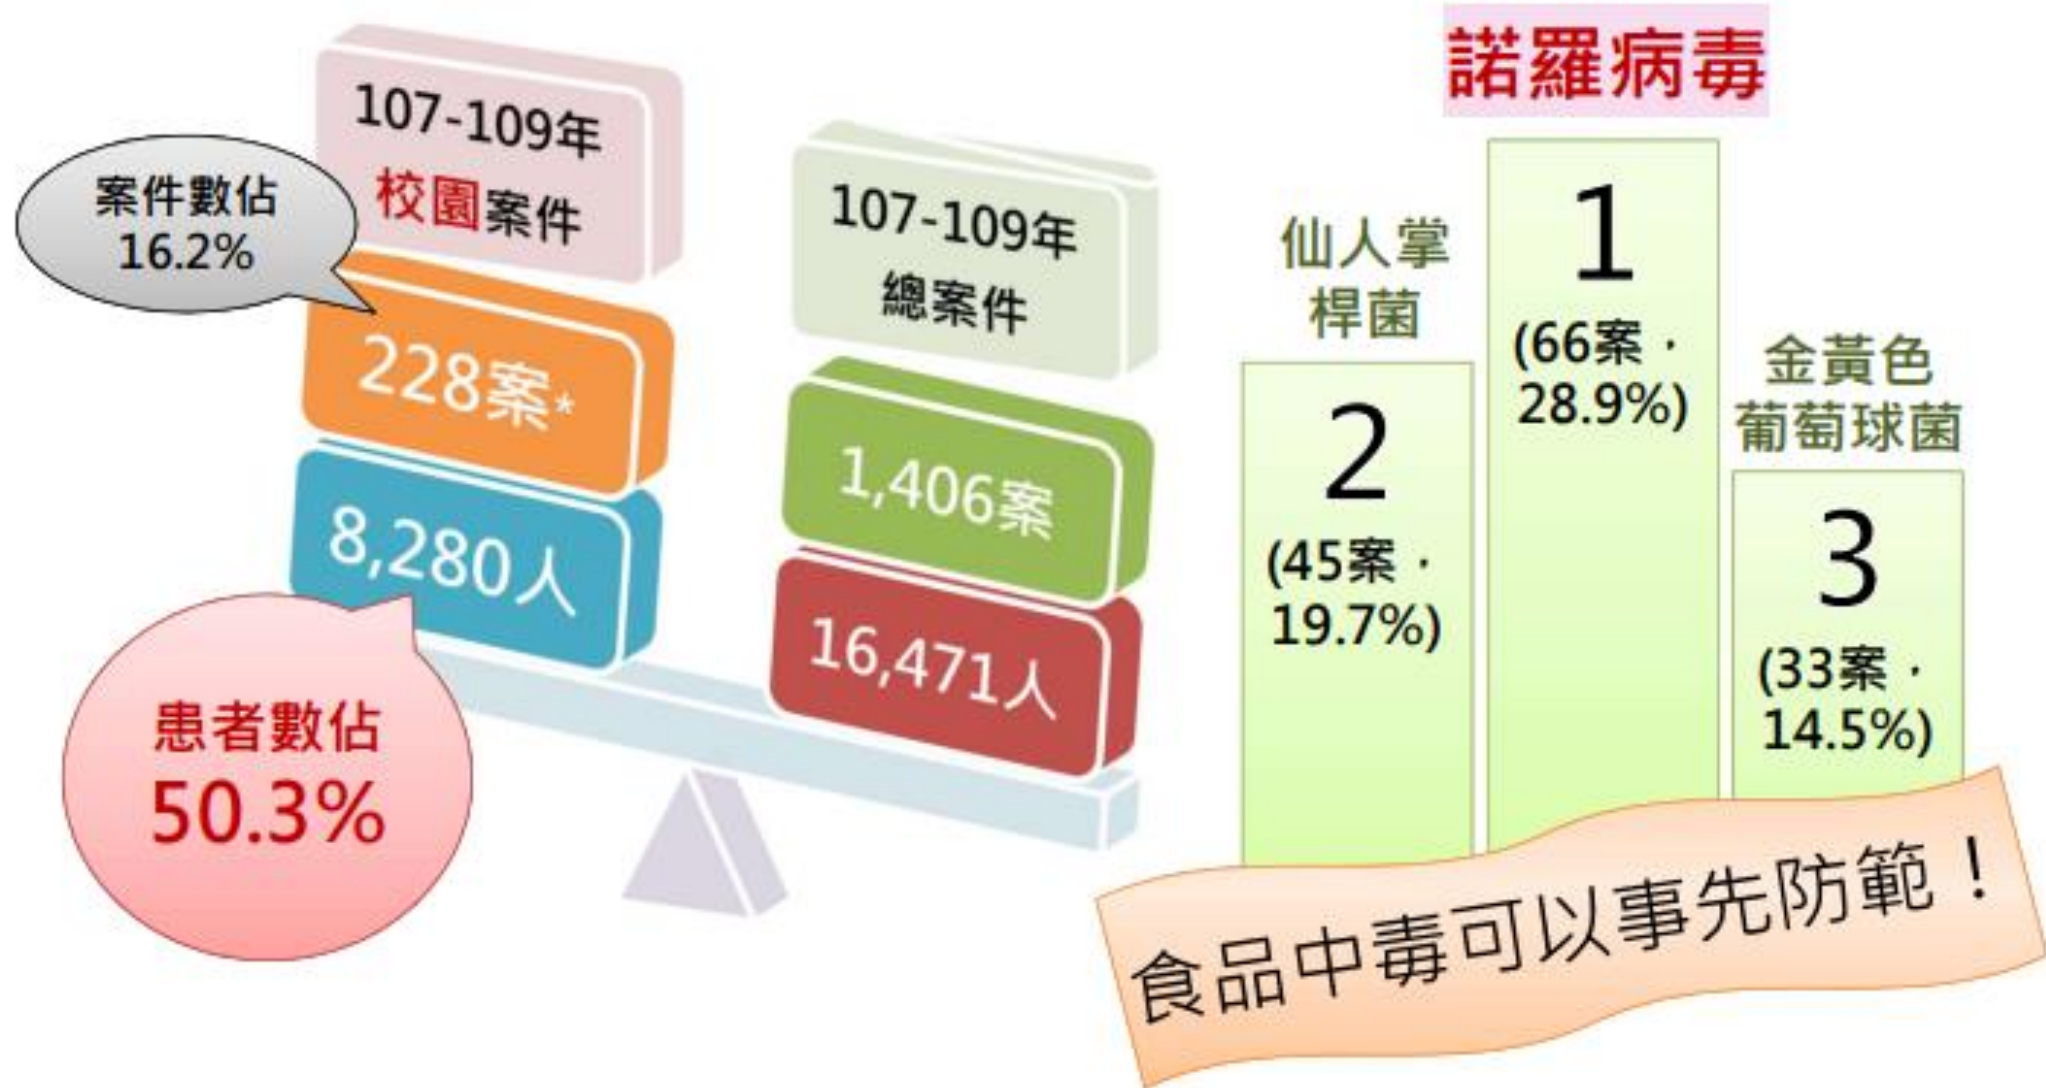 107-109年
校園案件
案件數佔
16.2%
228案*
8,280人
患者數佔
50.3%
107-109年
總案件
1,406案
16,471人
諾羅病毒
1
(66案，
28.9%)
仙人掌
桿菌
2
(45案，
19.7%)
金黃色
葡萄球菌
3
(33案，
14.5%)
食品中毒可以事先防範！